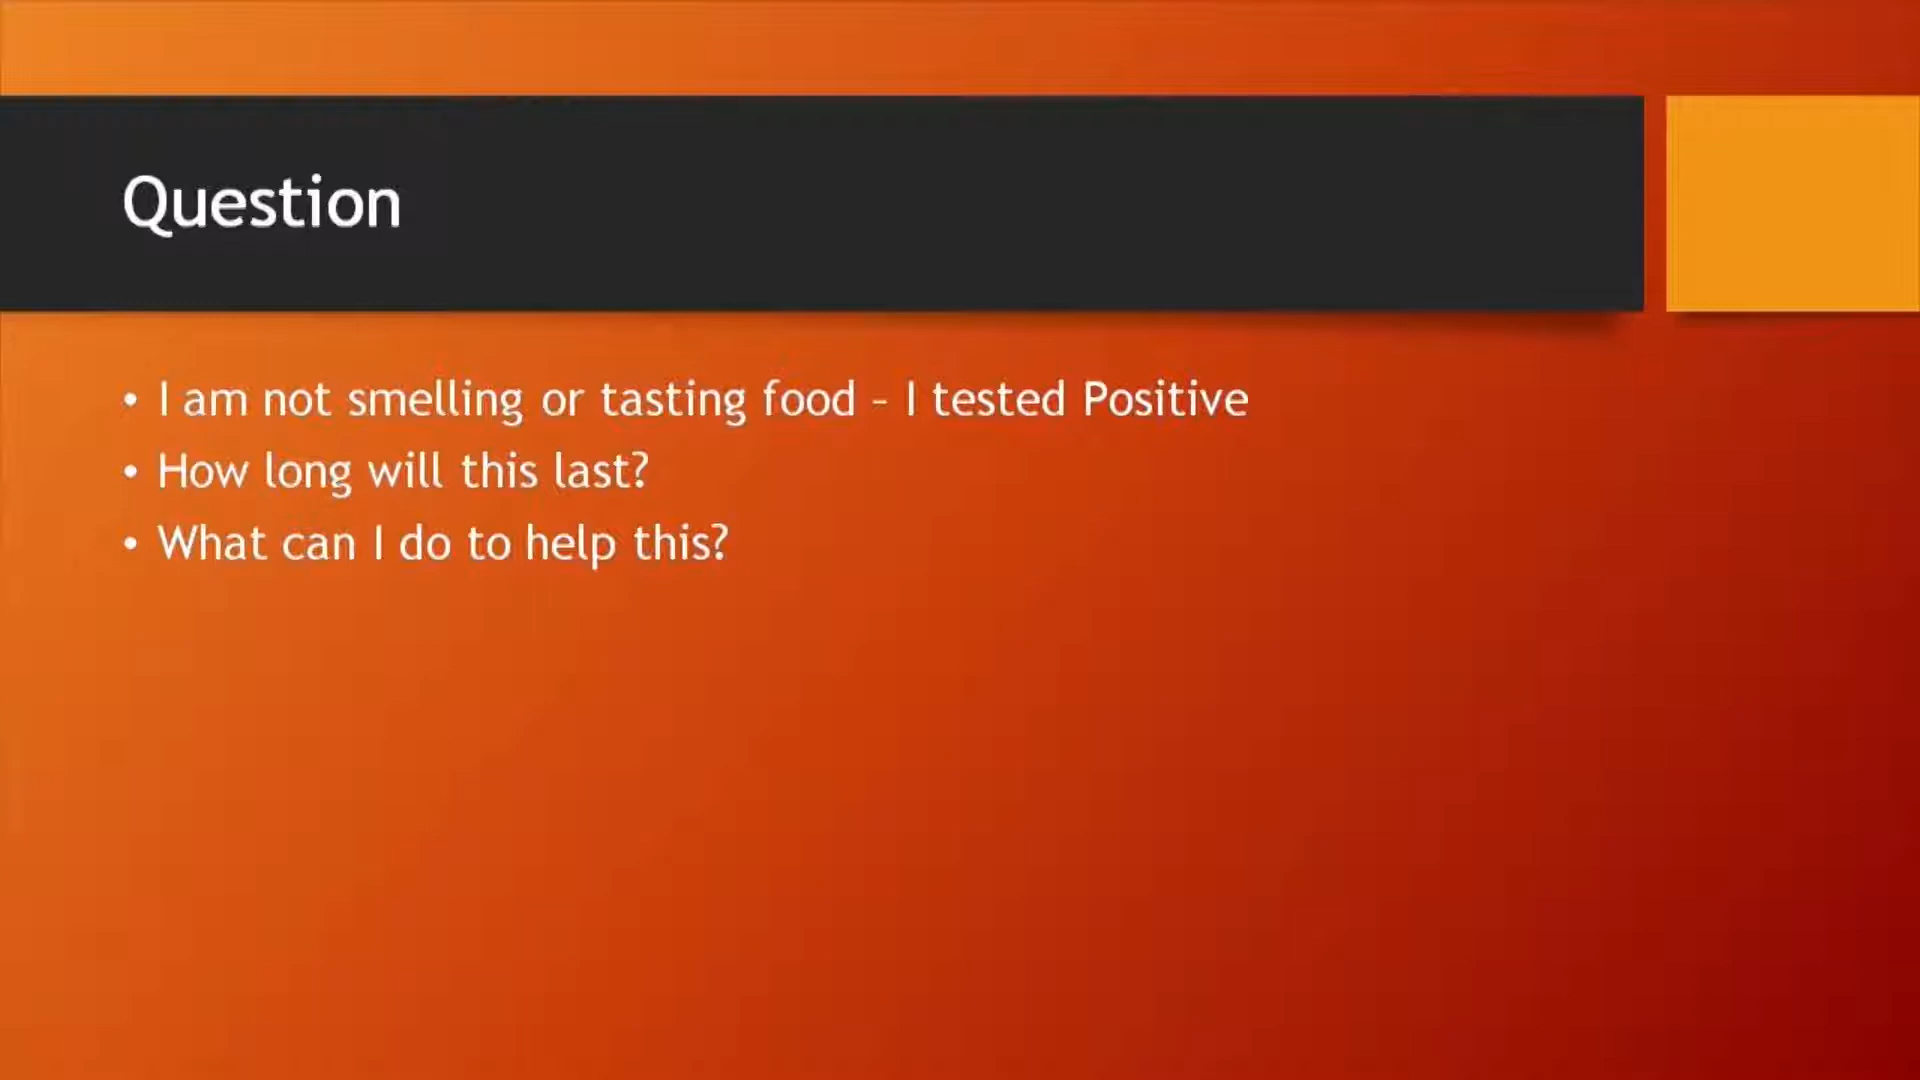 Question
• I am not smelling or tasting food – I tested Positive
• How long will this last?
• What can I do to help this?